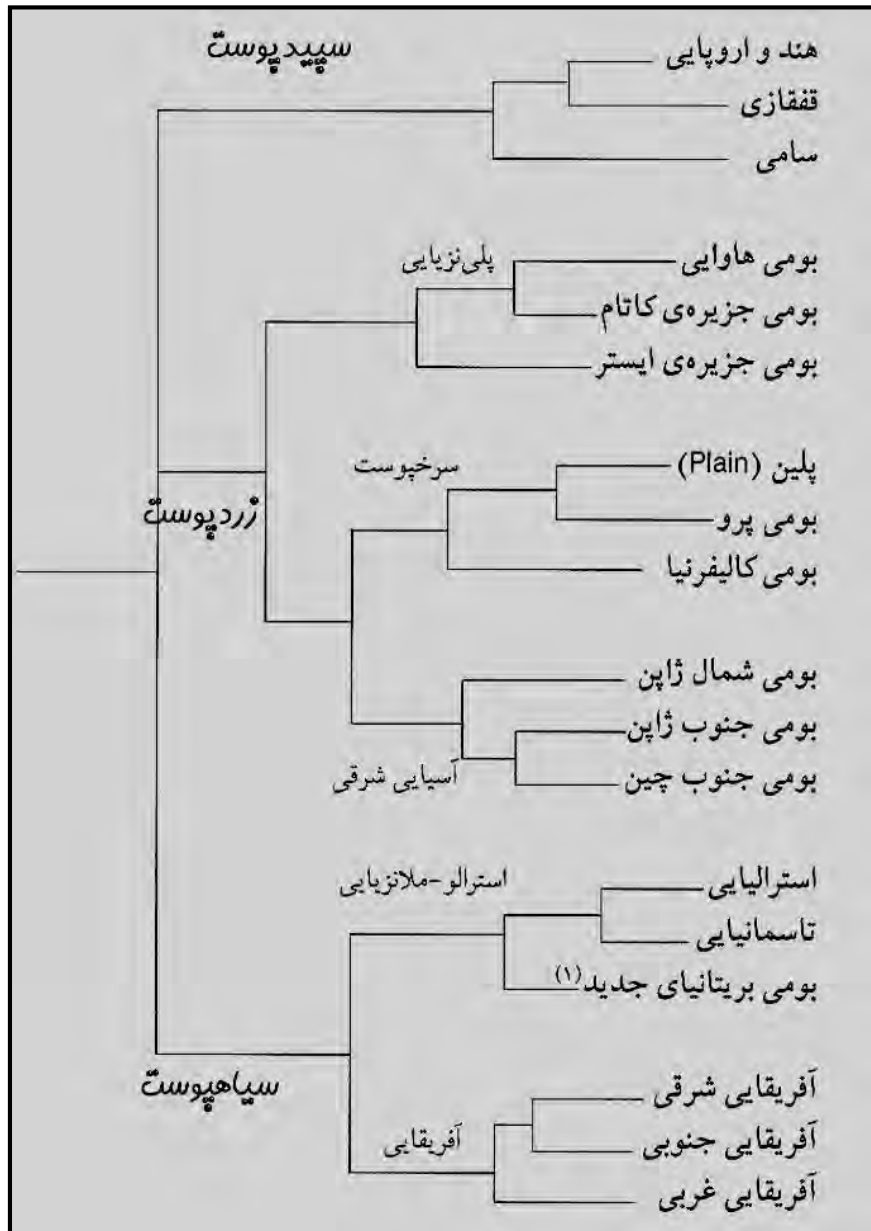 سپیدپوست
هند و اروپایی
قفقازی
سامی
پلی‌نزیایی
بومی هاوایی
بومی جزیره‌ی کاتام
بومی جزیره‌ی ایستر
سرخپوست
پلین (Plain)
زردپوست
بومی پرو
بومی کالیفرنیا
بومی شمال ژاپن
بومی جنوب ژاپن
آسیایی شرقی
بومی جنوب چین
استرالو-ملانزیایی
استرالیایی
تاسمانیایی
بومی بریتانیای جدید(۱)
سیاهپوست
آفریقایی شرقی
آفریقایی
آفریقایی جنوبی
آفریقایی غربی